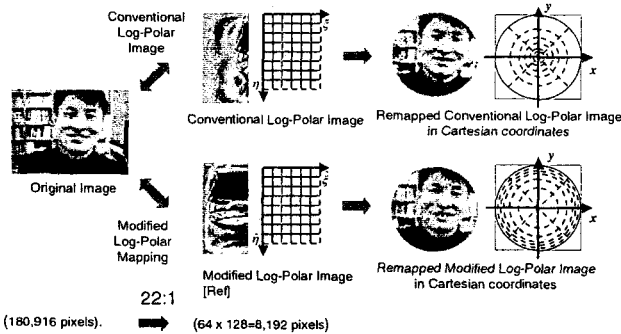 Conventional
Log-Polar
Image
ξ
η
Conventional Log-Polar Image
y
x
Remapped Conventional Log-Polar Image
in Cartesian coordinates
Original Image
Modified
Log-Polar
Mapping
ξ
η
Modified Log-Polar Image
[Ref]
y
x
Remapped Modified Log-Polar Image
in Cartesian coordinates
22:1
(180,916 pixels).
(64 x 128=8,192 pixels)